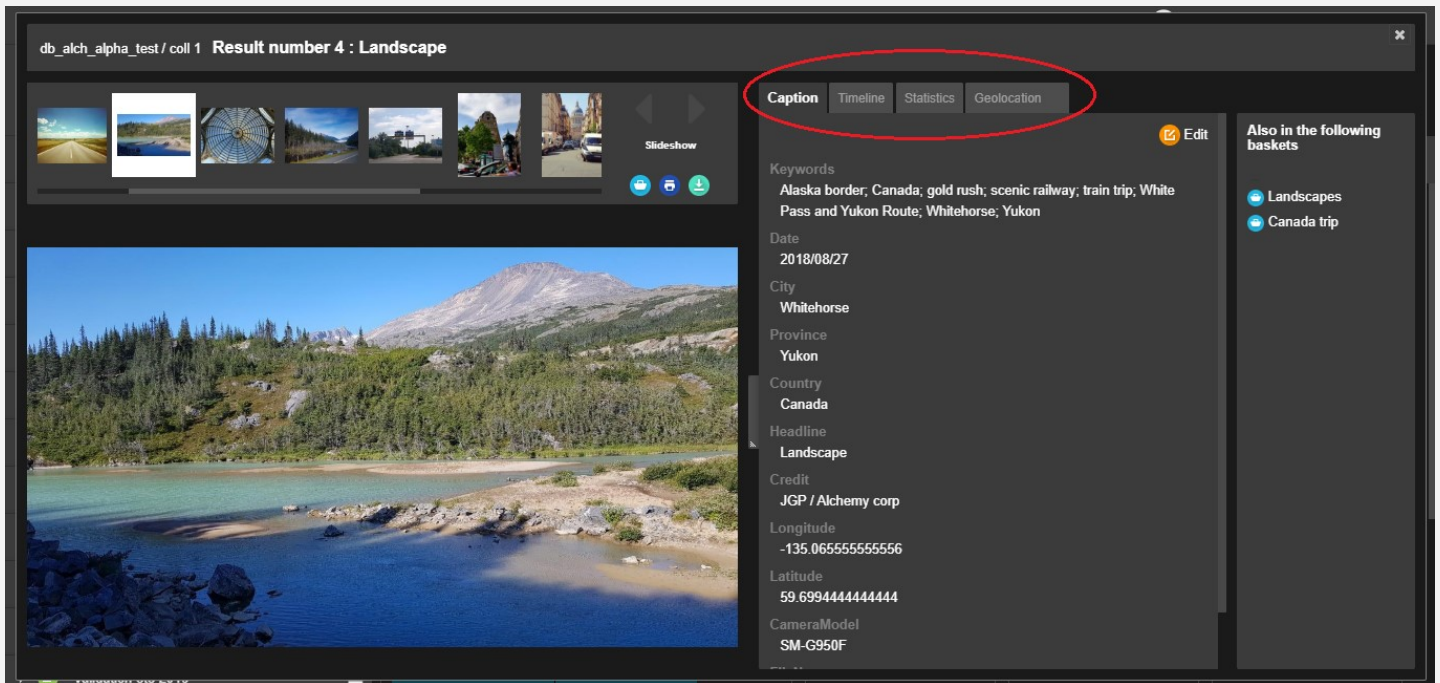 db_alch_alpha_test / coll 1 Result number 4 : Landscape
Slideshow
Caption Timeline Statistics Geolocation
Edit
Keywords
Alaska border; Canada; gold rush; scenic railway; train trip; White
Pass and Yukon Route; Whitehorse; Yukon
Date
2018/08/27
City
Whitehorse
Province
Yukon
Country
Canada
Headline
Landscape
Credit
JGP / Alchemy corp
Longitude
-135.065555555556
Latitude
59.6994444444444
CameraModel
SM-G950F
Also in the following
baskets
Landscapes
Canada trip